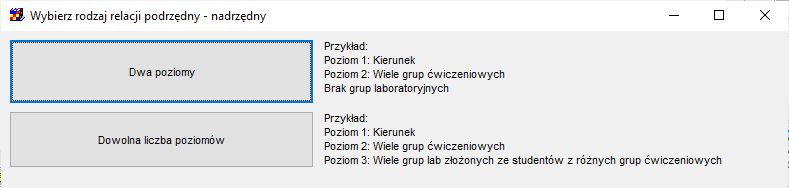 Wybierz rodzaj relacji podrzędny - nadrzędny
Dwa poziomy
Przykład:
Poziom 1: Kierunek
Poziom 2: Wiele grup ćwiczeniowych
Brak grup laboratoryjnych
Dowolna liczba poziomów
Przykład:
Poziom 1: Kierunek
Poziom 2: Wiele grup ćwiczeniowych
Poziom 3: Wiele grup lab złożonych ze studentów z różnych grup ćwiczeniowych